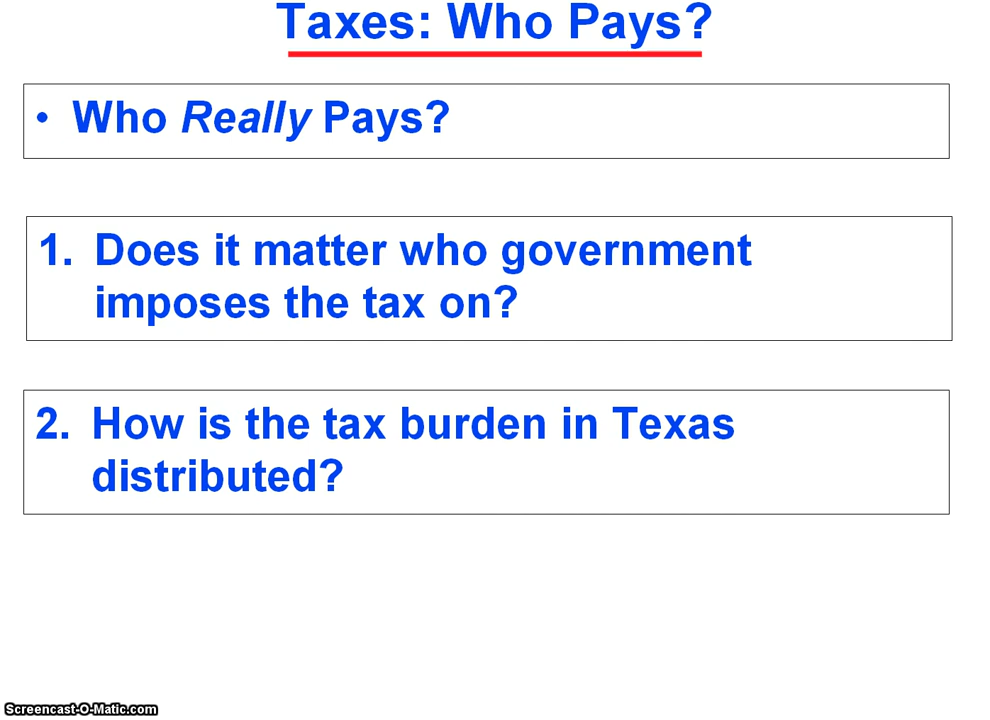 Taxes: Who Pays?
• Who Really Pays?
1. Does it matter who government
imposes the tax on?
2. How is the tax burden in Texas
distributed?
Screencast-O-Matic.com